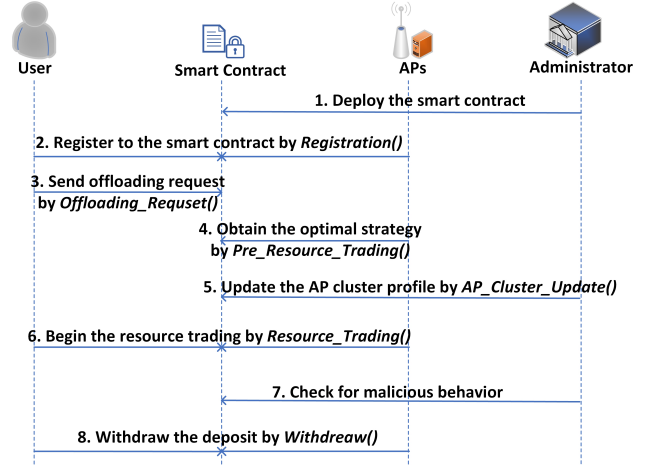 User
Smart Contract
APs
Administrator
1. Deploy the smart contract
2. Register to the smart contract by Registration()
3. Send offloading request
by Offloading_Requset()
4. Obtain the optimal strategy
by Pre_Resource_Trading()
5. Update the AP cluster profile by AP_Cluster_Update()
6. Begin the resource trading by Resource_Trading()
7. Check for malicious behavior
8. Withdraw the deposit by Withdreaw()